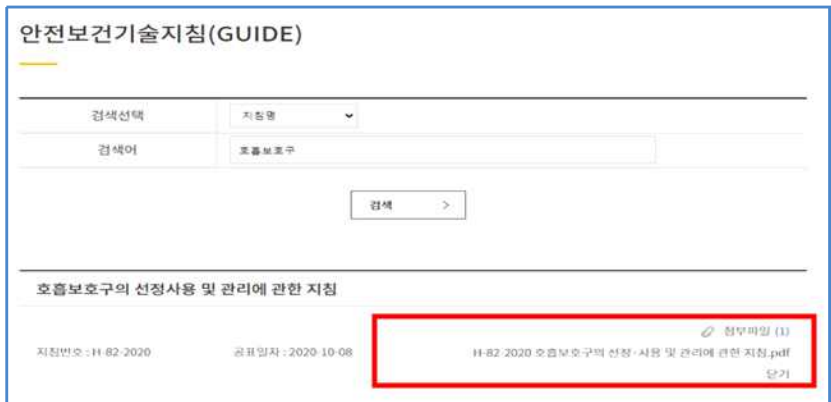 안전보건기술지침(GUIDE)
검색선택 지침명
검색어 호흡보호구
검색 >
호흡보호구의 선정사용 및 관리에 관한 지침
첨부파일 (1)
지침번호 : H-82-2020 공표일자 : 2020-10-08 H-82-2020 호흡보호구의 선정·사용 및 관리에 관한 지침.pdf
닫기